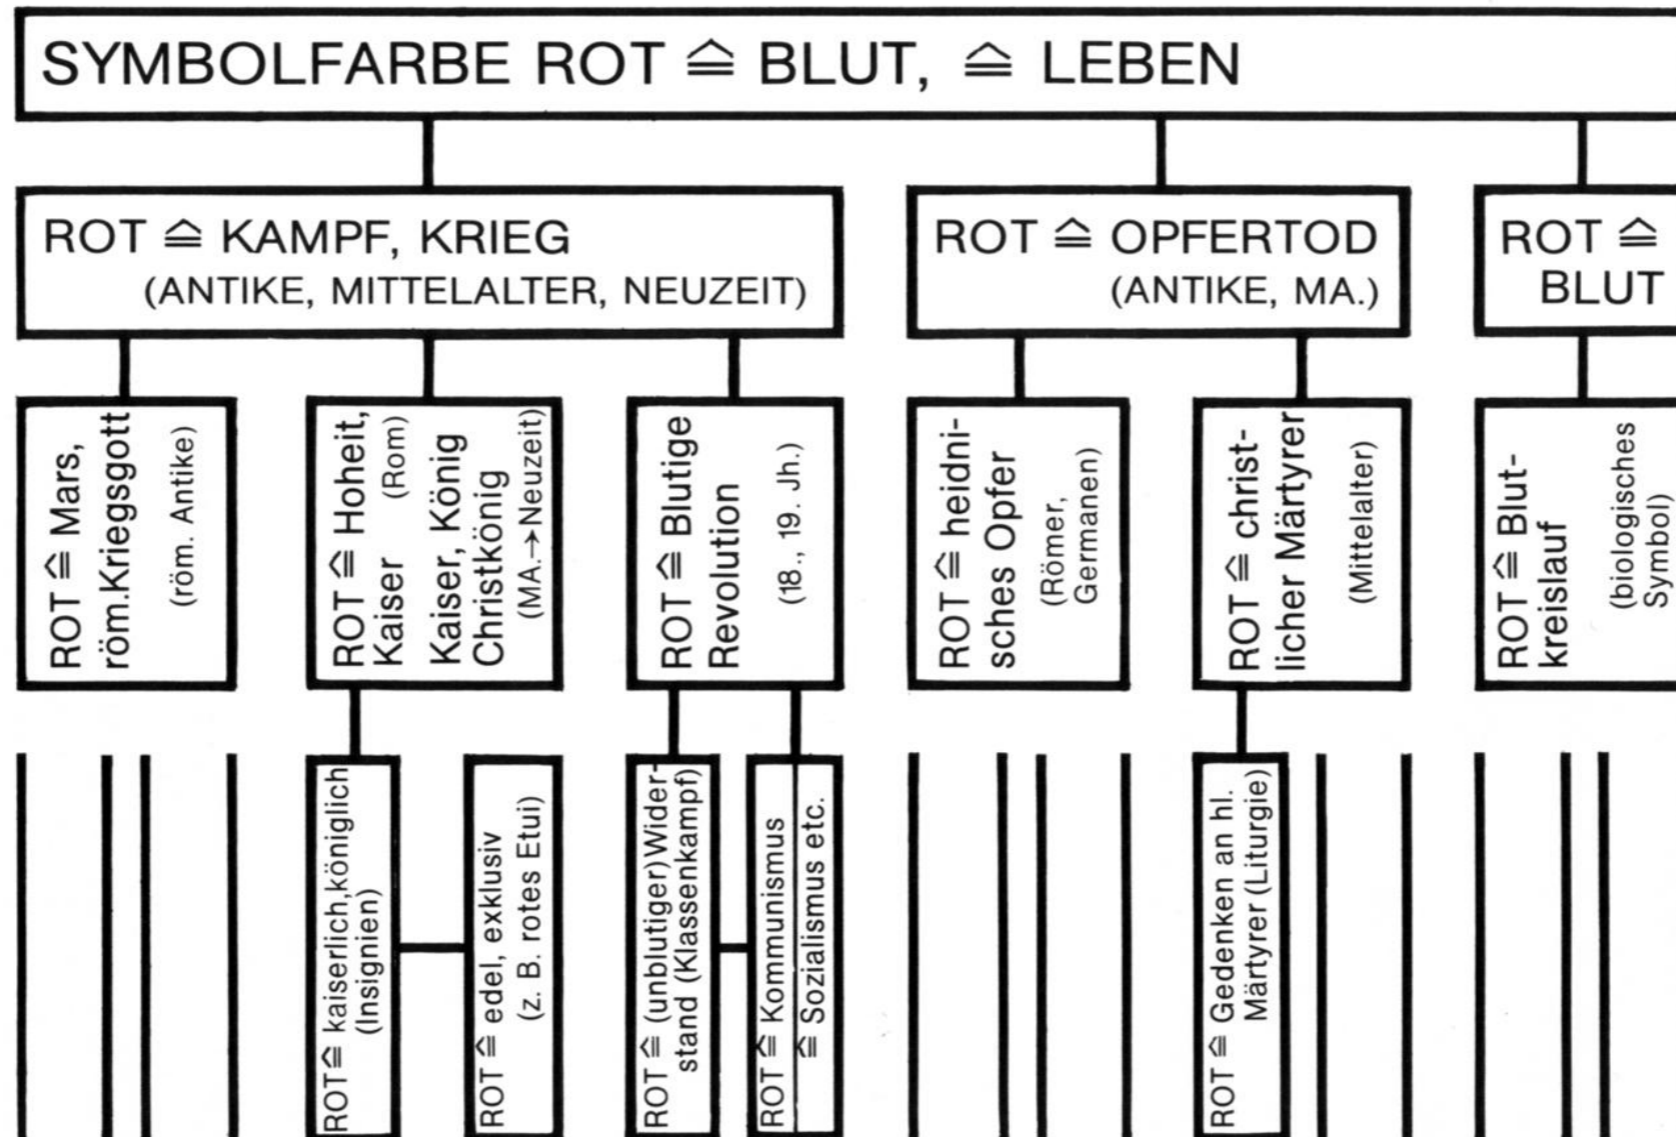 SYMBOLFARBE ROT ≙ BLUT, ≙ LEBEN
ROT ≙ KAMPF, KRIEG
(ANTIKE, MITTELALTER, NEUZEIT)
ROT ≙ OPFERTOD
(ANTIKE, MA.)
ROT ≙
BLUT
ROT ≙ Mars,
röm.Kriegsgott
(röm. Antike)
ROT ≙ Hoheit,
Kaiser (Rom)
Kaiser, König
Christkönig
(MA.→Neuzeit)
ROT ≙ Blutige
Revolution
(18., 19. Jh.)
ROT ≙ heidni-
sches Opfer
(Römer,
Germanen)
ROT ≙ christ-
licher Märtyrer
(Mittelalter)
ROT ≙ Blut-
kreislauf
(biologisches
Symbol)
ROT ≙ kaiserlich,königlich
(Insignien)
ROT ≙ edel, exklusiv
(z. B. rotes Etui)
ROT ≙ (unblutiger)Wider-
stand (Klassenkampf)
ROT ≙ Kommunismus
≙ Sozialismus etc.
ROT ≙ Gedenken an hl.
Märtyrer (Liturgie)